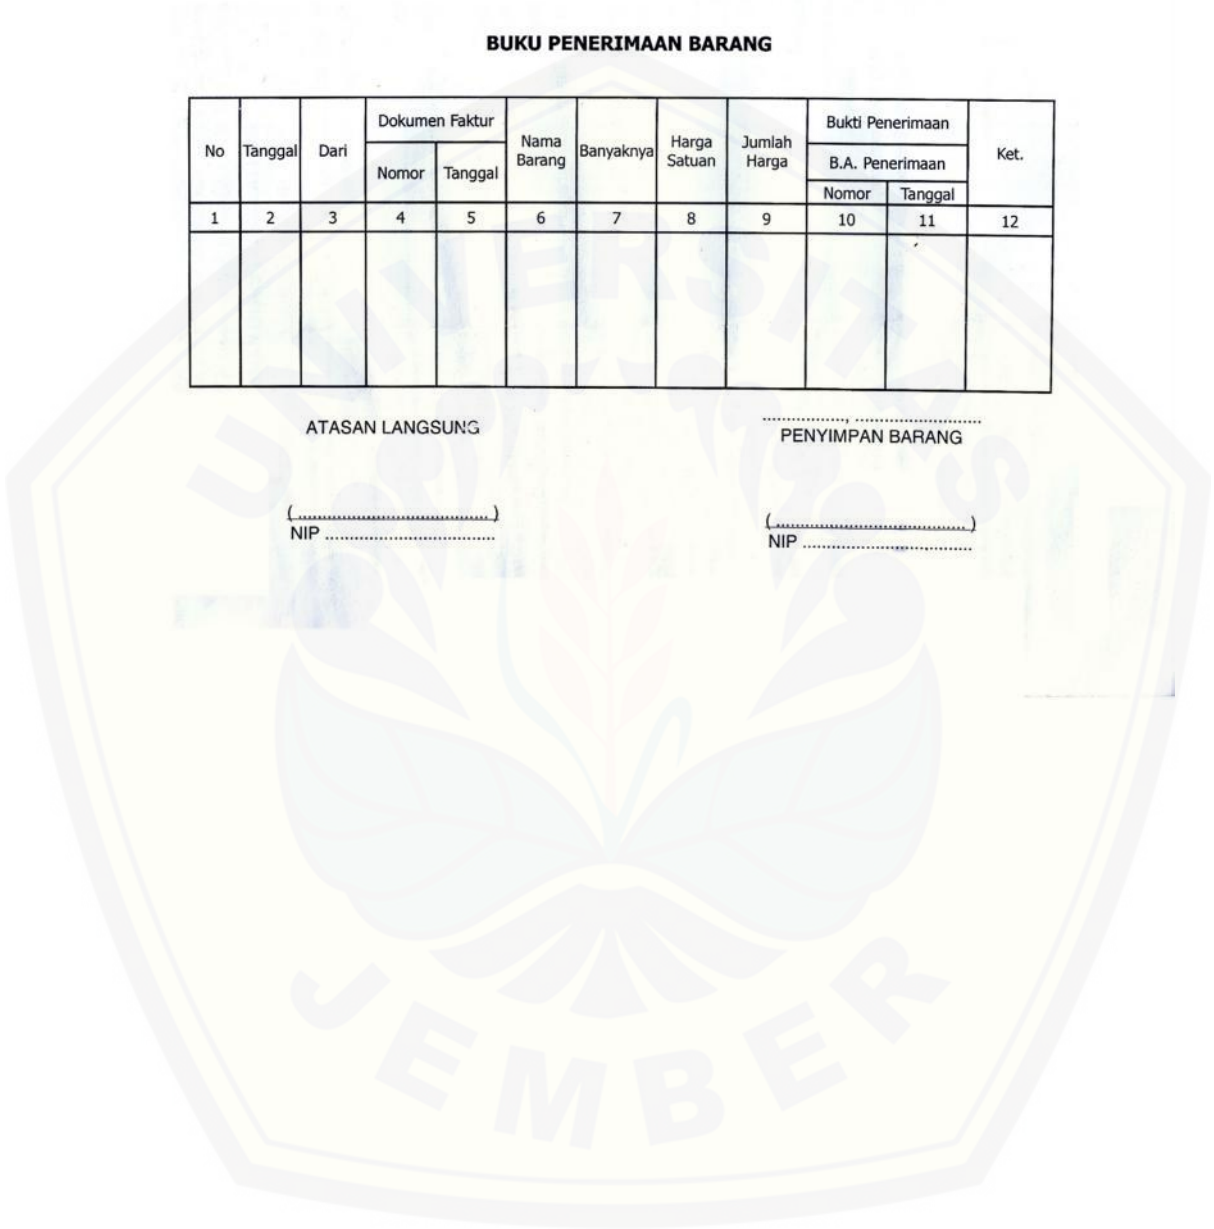 BUKU PENERIMAAN BARANG
No Tanggal Dari Dokumen Faktur Nama Barang Banyaknya Harga Satuan Jumlah Harga Bukti Penerimaan Ket.
B.A. Penerimaan
Nomor Tanggal Nomor Tanggal
1 2 3 4 5 6 7 8 9 10 11 12
ATASAN LANGSUNG
................., ..........................
PENYIMPAN BARANG
( ...................................... )
NIP ..................................
( ...................................... )
NIP ..................................
UNIVERSITAS
JEMBER